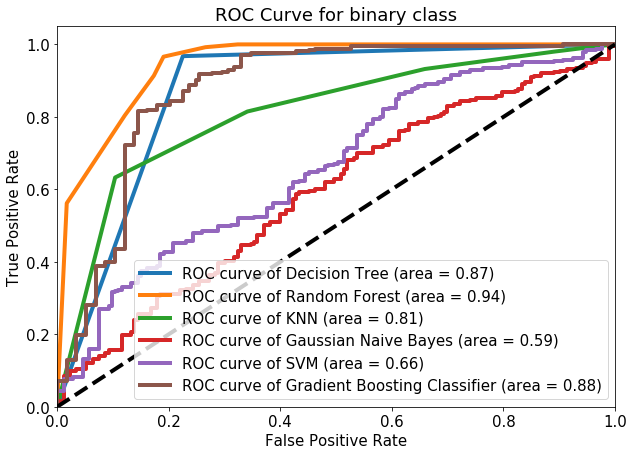 ROC Curve for binary class
True Positive Rate
1.0
0.8
0.6
0.4
0.2
0.0
ROC curve of Decision Tree (area = 0.87)
ROC curve of Random Forest (area = 0.94)
ROC curve of KNN (area = 0.81)
ROC curve of Gaussian Naive Bayes (area = 0.59)
ROC curve of SVM (area = 0.66)
ROC curve of Gradient Boosting Classifier (area = 0.88)
0.0 0.2 0.4 0.6 0.8 1.0
False Positive Rate